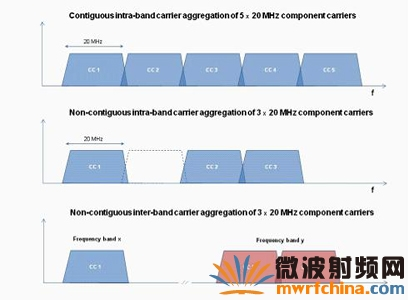 Contiguous intra-band carrier aggregation of 5 x 20 MHz component carriers
20 MHz
CC 1 CC 2 CC 3 CC 4 CC 5
f
Non-contiguous intra-band carrier aggregation of 3 x 20 MHz component carriers
20 MHz
CC 1 CC 2 CC 3
f
Non-contiguous inter-band carrier aggregation of 3 x 20 MHz component carriers
Frequency band x Frequency band y
CC 1
微波射频网
mwrfchina.com